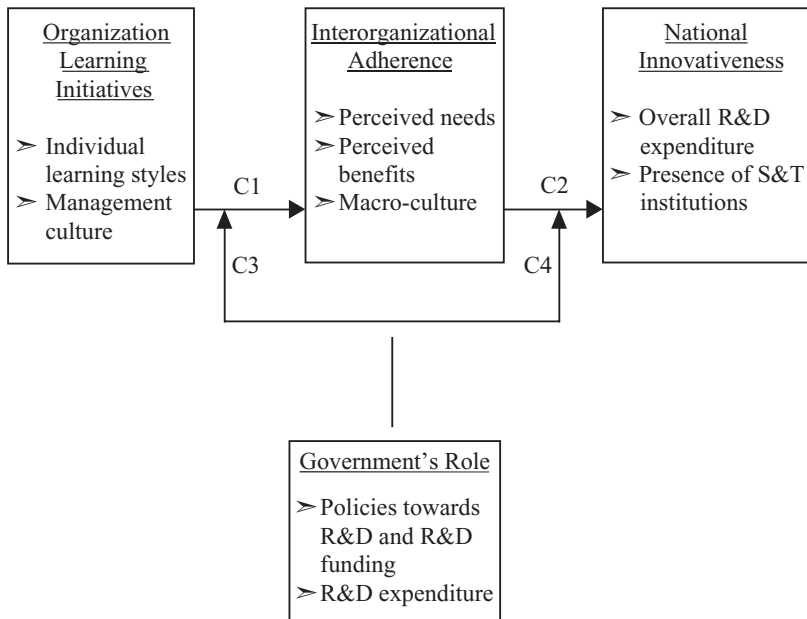 Organization
Learning
Initiatives
➣ Individual
learning styles
➣ Management
culture
C1
Interorganizational
Adherence
➣ Perceived needs
➣ Perceived
benefits
➣ Macro-culture
C2
National
Innovativeness
➣ Overall R&D
expenditure
➣ Presence of S&T
institutions
C3
C4
Government’s Role
➣ Policies towards
R&D and R&D
funding
➣ R&D expenditure